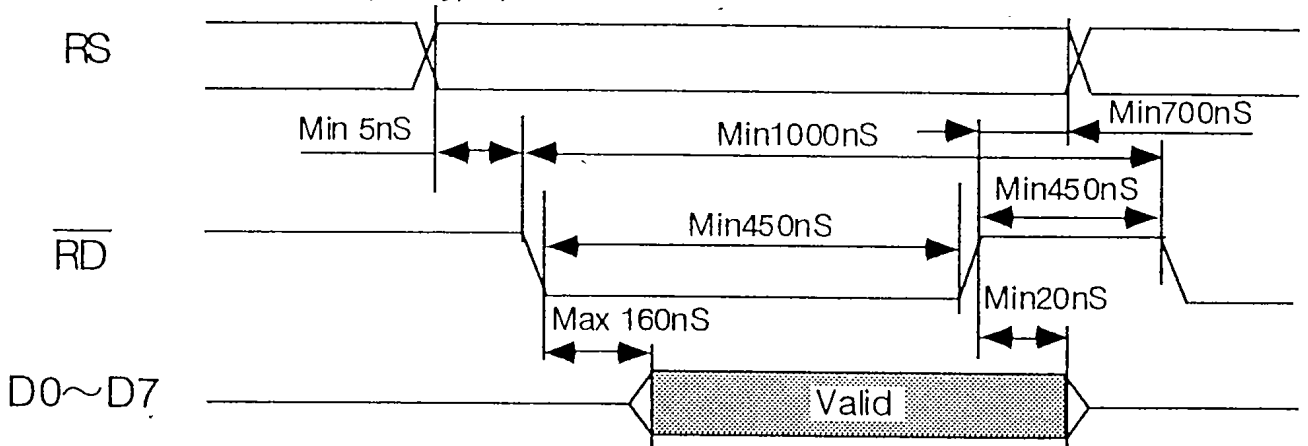 RS
Min 5nS
Min1000nS
Min700nS
Min450nS
RD
Min450nS
Min20nS
Max 160nS
D0～D7
Valid